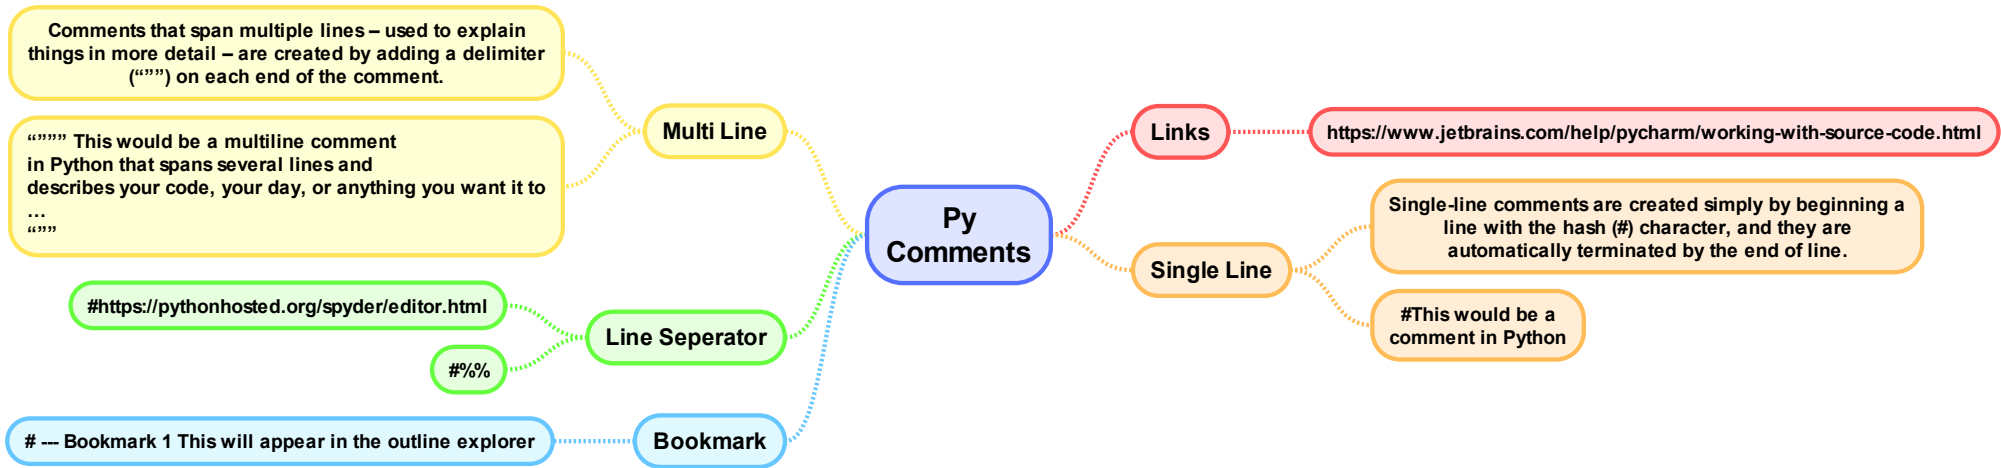 Py
Comments
Links
https://www.jetbrains.com/help/pycharm/working-with-source-code.html
Single Line
Single-line comments are created simply by beginning a
line with the hash (#) character, and they are
automatically terminated by the end of line.
#This would be a
comment in Python
Multi Line
Comments that span multiple lines – used to explain
things in more detail – are created by adding a delimiter
(“””) on each end of the comment.
“””” This would be a multiline comment
in Python that spans several lines and
describes your code, your day, or anything you want it to
…
“””
Line Seperator
#https://pythonhosted.org/spyder/editor.html
#%%
Bookmark
# --- Bookmark 1 This will appear in the outline explorer